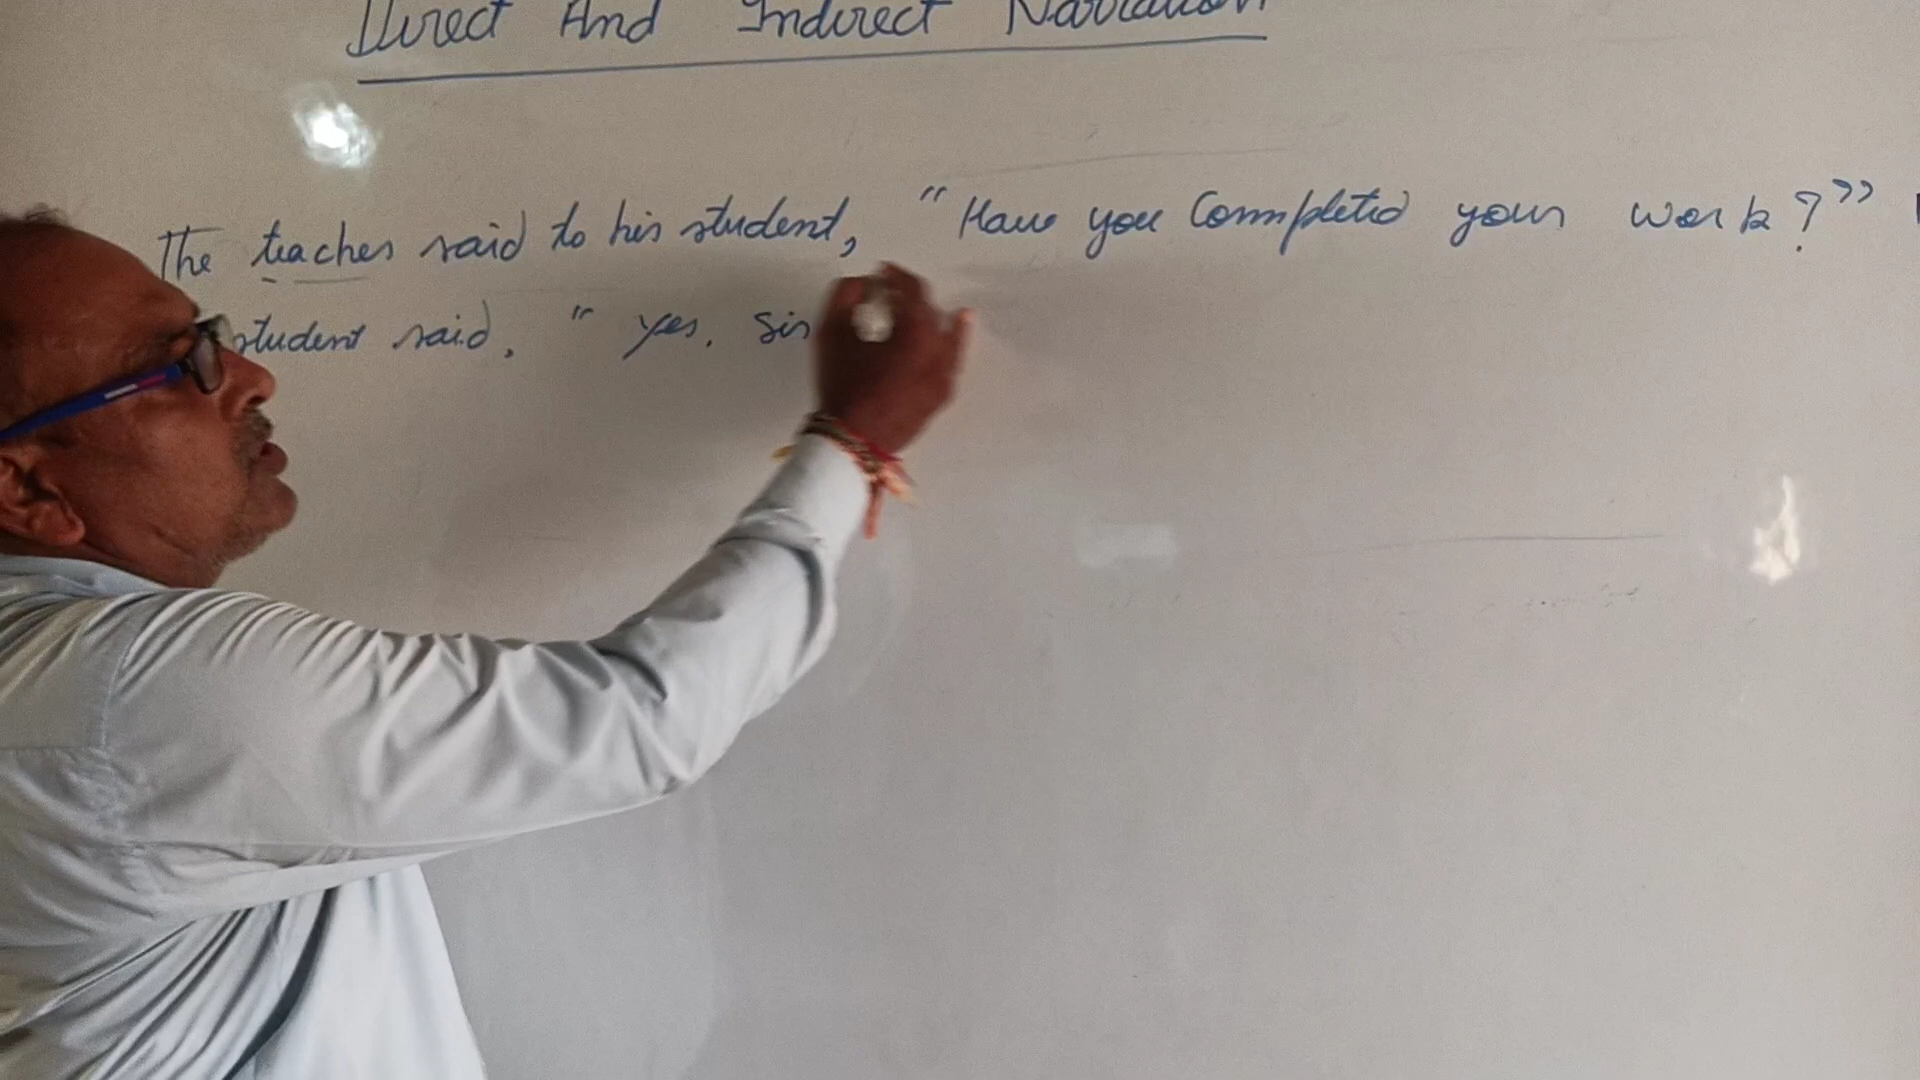 Direct And Indirect Narration
The teacher said to his student, "Have you Completed your work?"
student said, " yes, sir